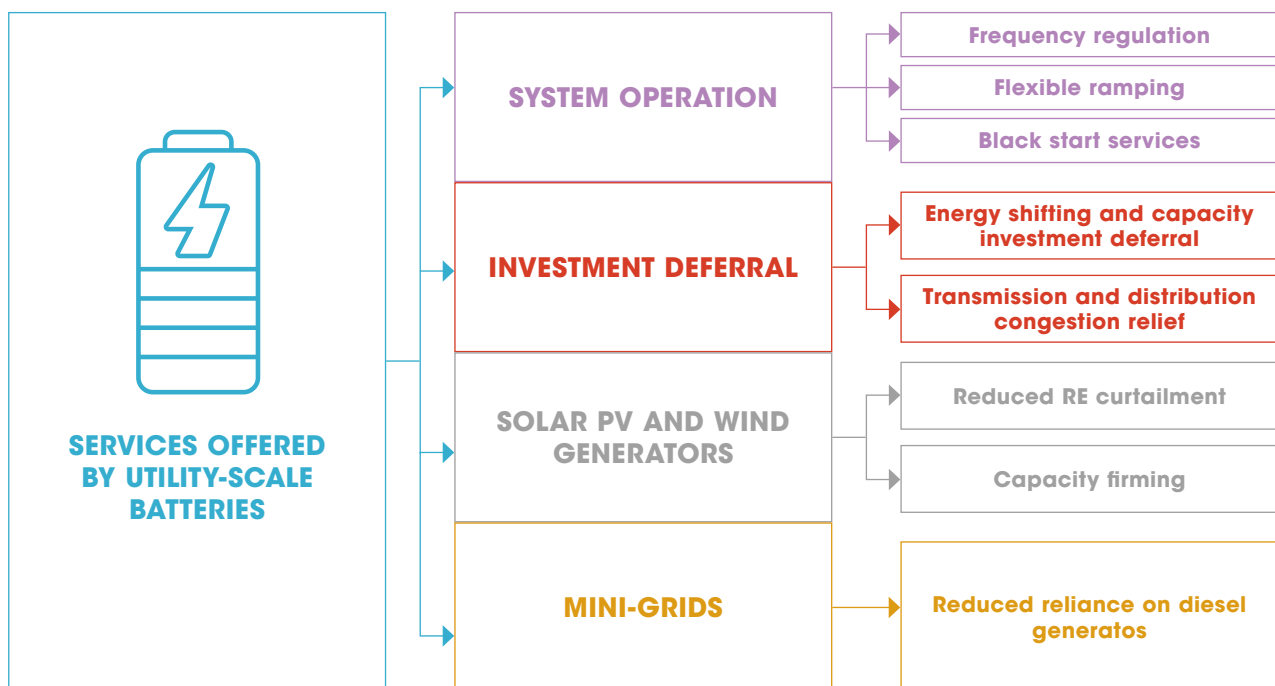 SERVICES OFFERED
BY UTILITY-SCALE
BATTERIES
SYSTEM OPERATION
Frequency regulation
Flexible ramping
Black start services
INVESTMENT DEFERRAL
Energy shifting and capacity
investment deferral
Transmission and distribution
congestion relief
SOLAR PV AND WIND
GENERATORS
Reduced RE curtailment
Capacity firming
MINI-GRIDS
Reduced reliance on diesel
generatos